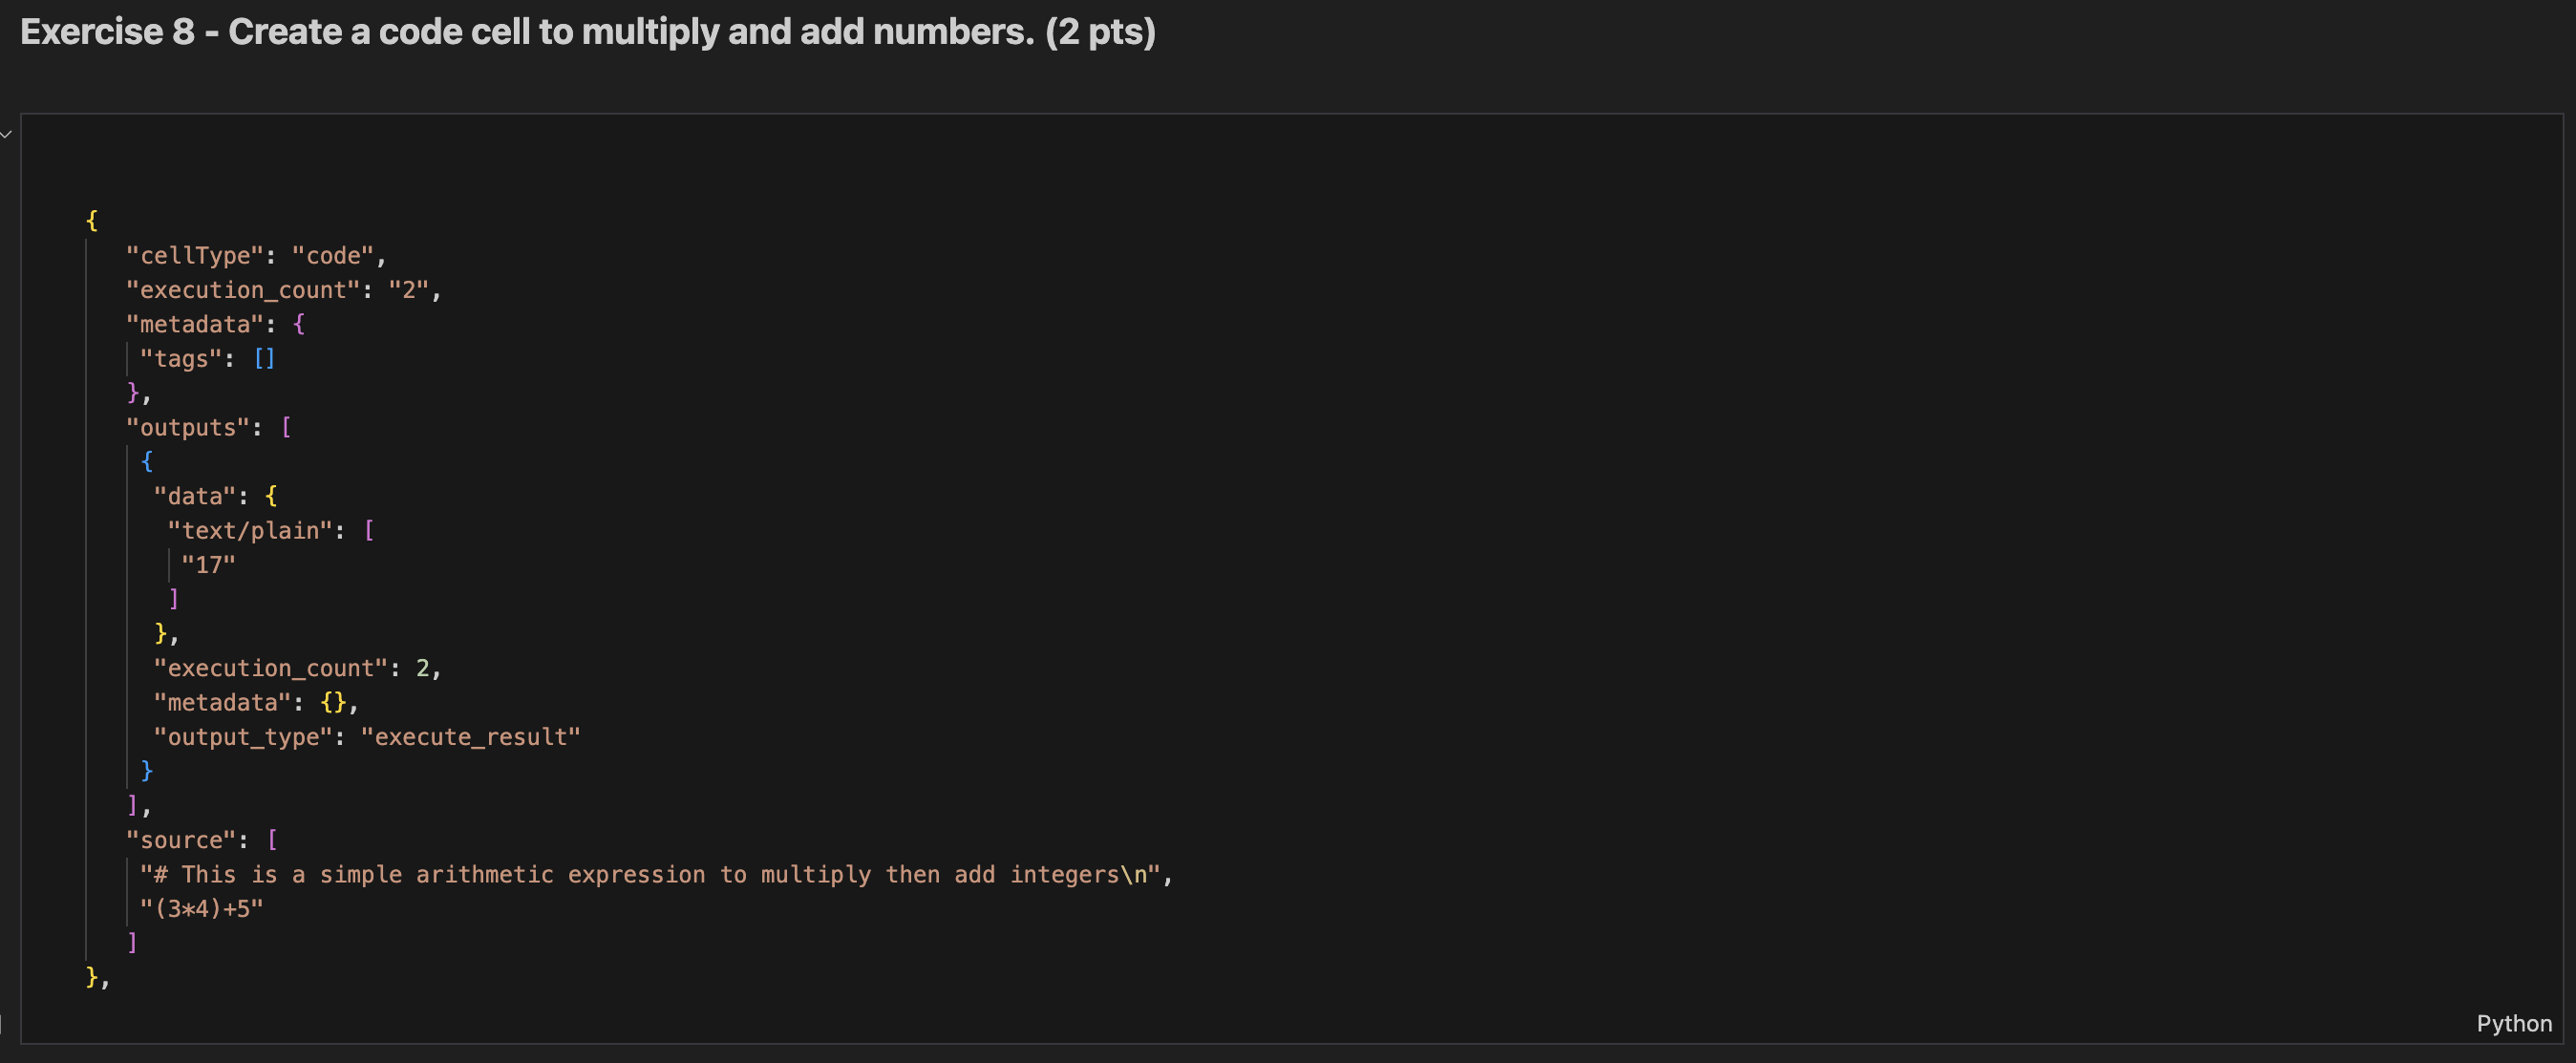 Exercise 8 - Create a code cell to multiply and add numbers. (2 pts)
{
"cellType": "code",
"execution_count": "2",
"metadata": {
"tags": []
},
"outputs": [
{
"data": {
"text/plain": [
"17"
]
},
"execution_count": 2,
"metadata": {},
"output_type": "execute_result"
}
],
"source": [
"# This is a simple arithmetic expression to multiply then add integers\n",
"(3*4)+5"
]
},
Python